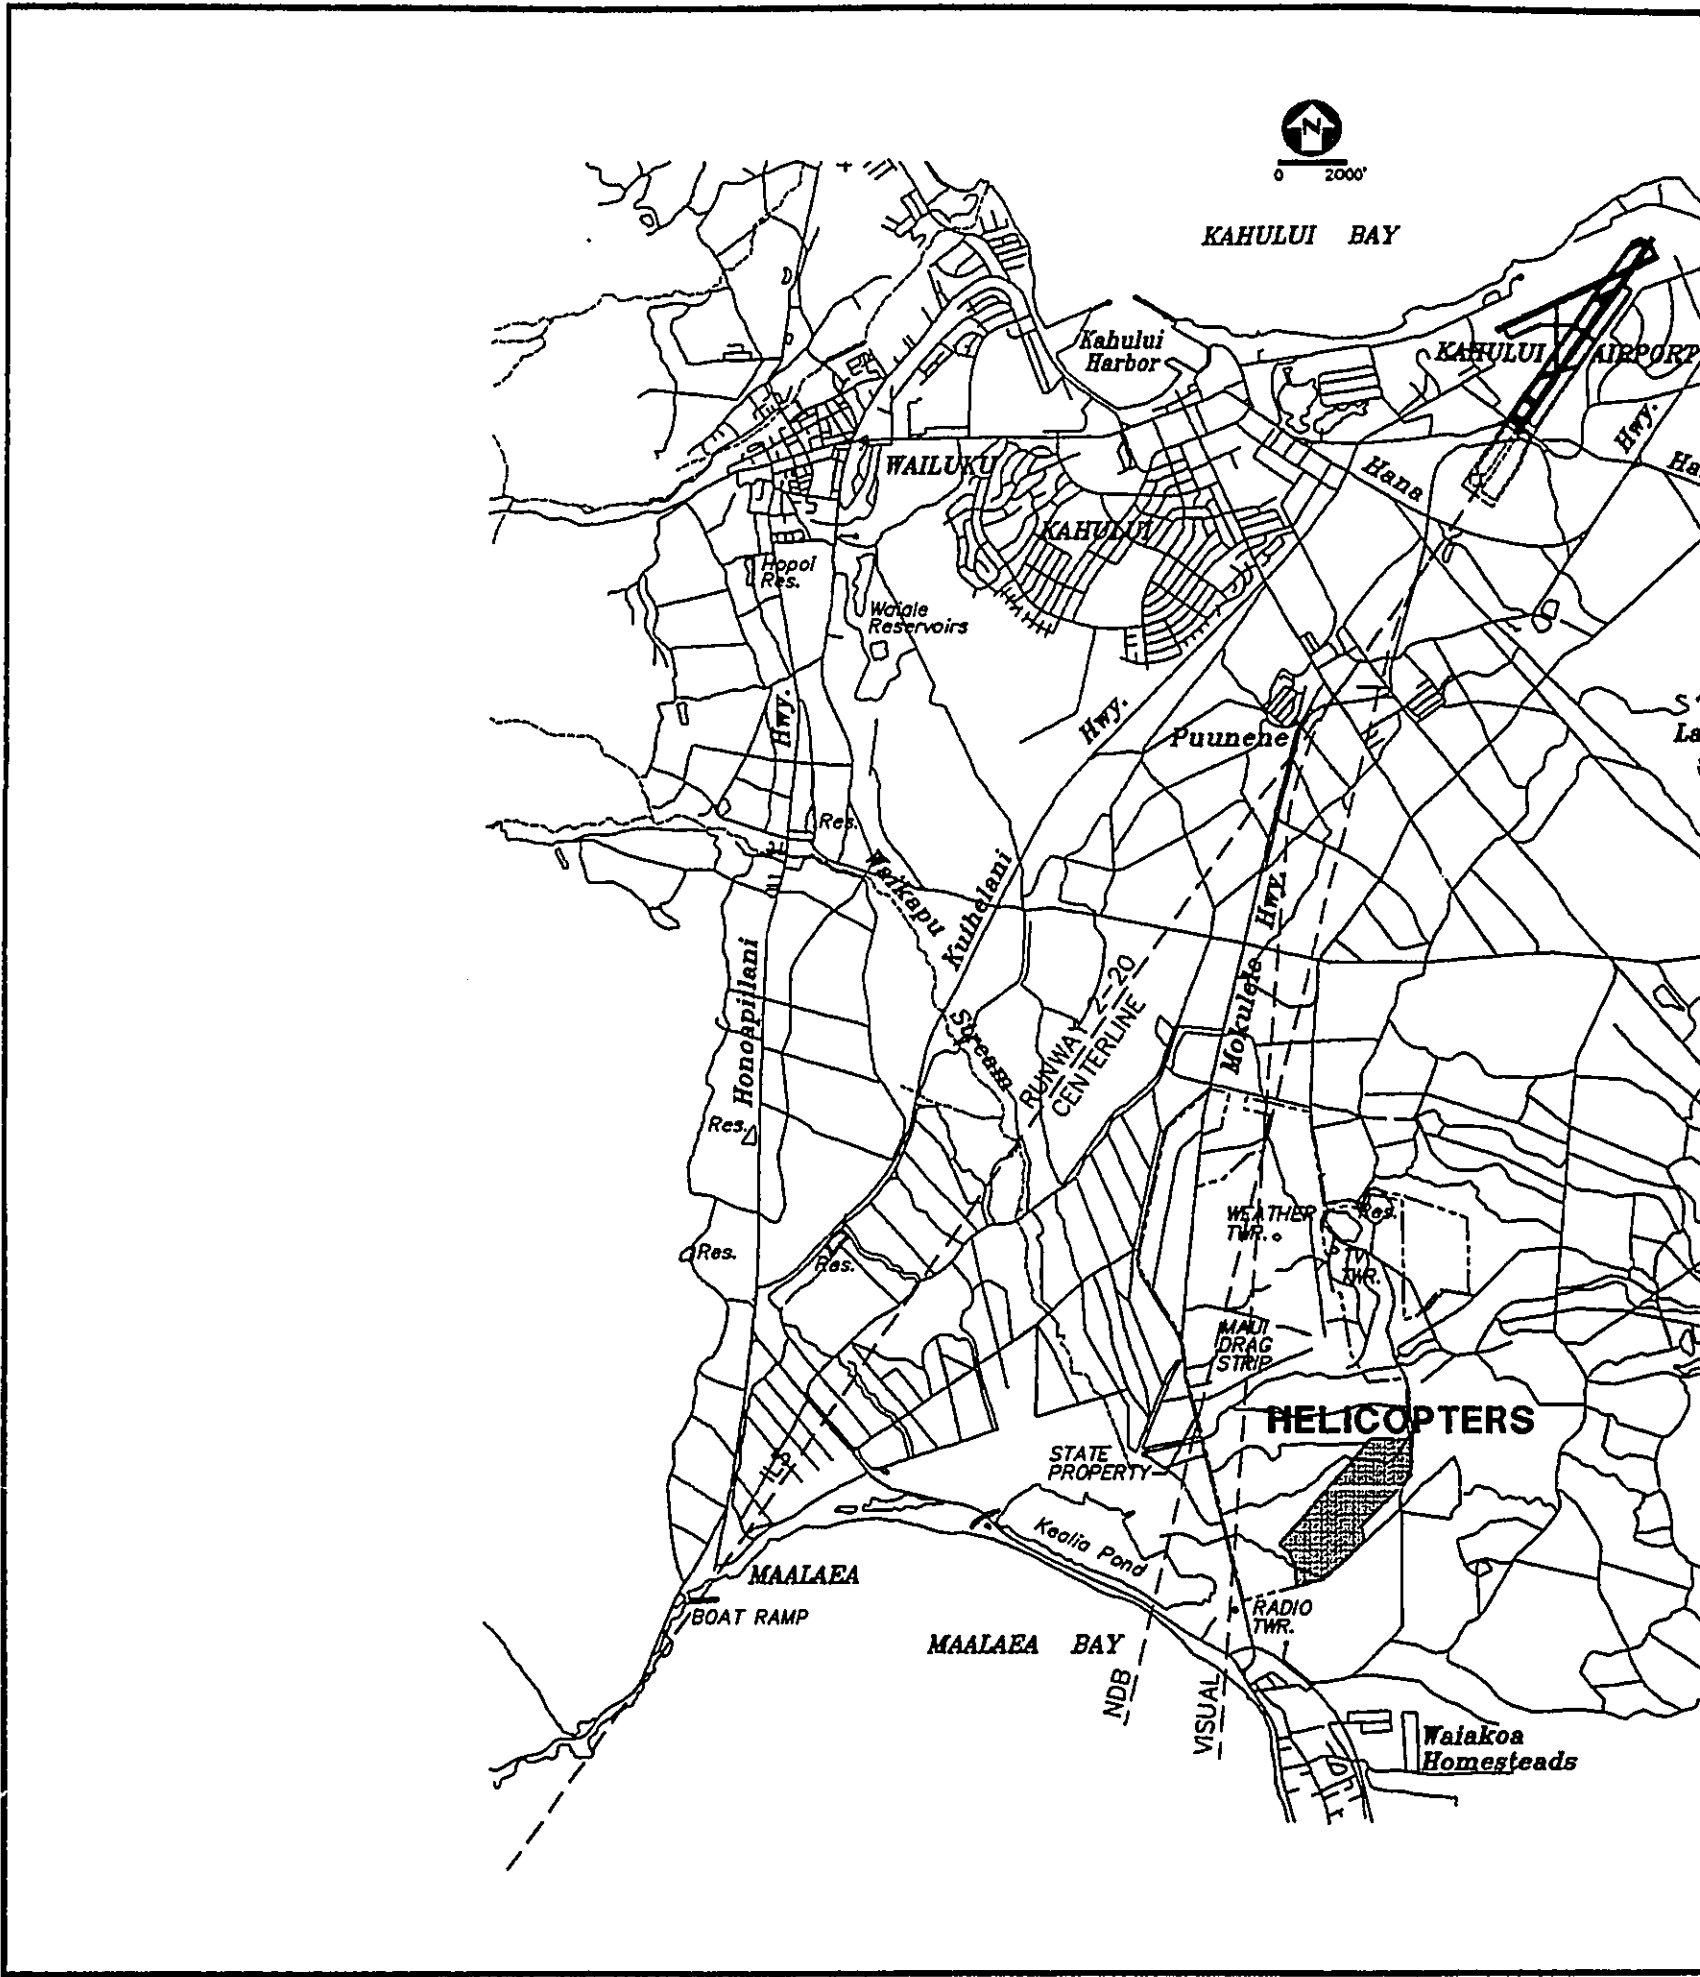 N
0 2000'
KAHULUI BAY
Kahului
Harbor
KAHULUI AIRPORT
Hwy.
Hana
WAILUKU
KAHULUI
Hopoi
Res.
Waiale
Reservoirs
Hwy.
Hwy.
Puunene
Res.
Waikapu
Kuihelani
Hwy.
Honoapiilani
Mokulele
Stream
RUNWAY 2-20
CENTERLINE
Res.
WEATHER
TWR.
Res.
Res.
Res.
TV
TWR.
MAUI
DRAG
STRIP
HELICOPTERS
STATE
PROPERTY
Kealia Pond
MAALAEA
BOAT RAMP
RADIO
TWR.
MAALAEA BAY
NDB
VISUAL
Waiakoa
Homesteads